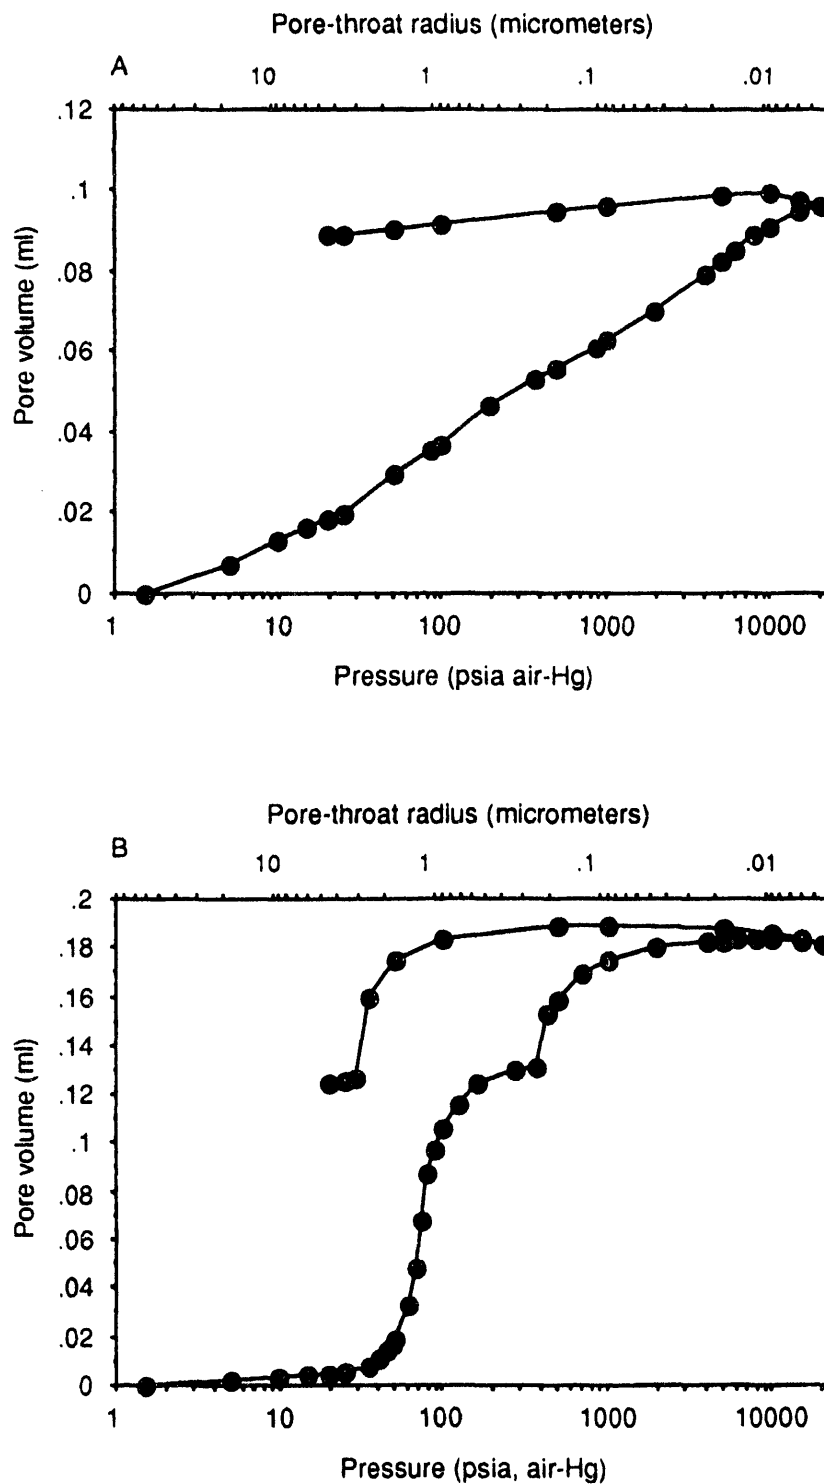 Pore-throat radius (micrometers)
A
10 1 .1 .01
.12
.1
.08
.06
.04
.02
0
Pore volume (ml)
1 10 100 1000 10000
Pressure (psia air-Hg)
Pore-throat radius (micrometers)
B
10 1 .1 .01
.2
.18
.16
.14
.12
.1
.08
.06
.04
.02
0
Pore volume (ml)
1 10 100 1000 10000
Pressure (psia, air-Hg)